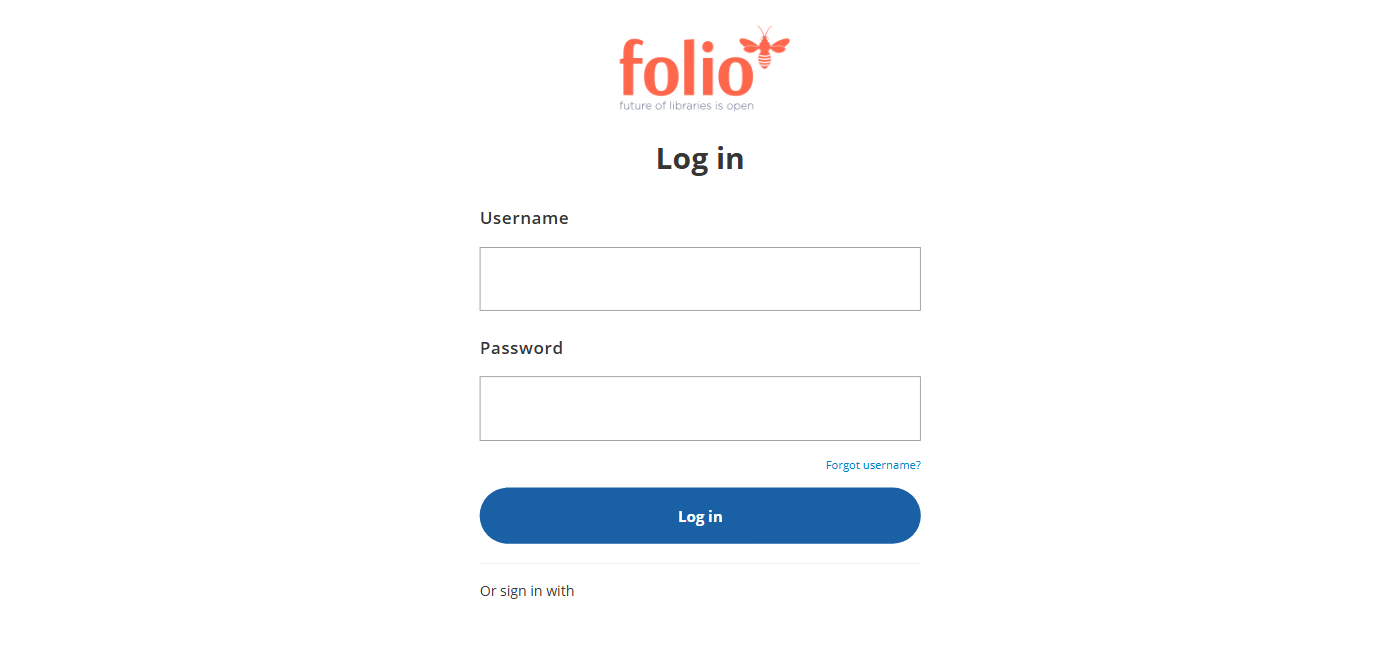 folio
future of libraries is open
Log in
Username
Password
Forgot username?
Log in
Or sign in with